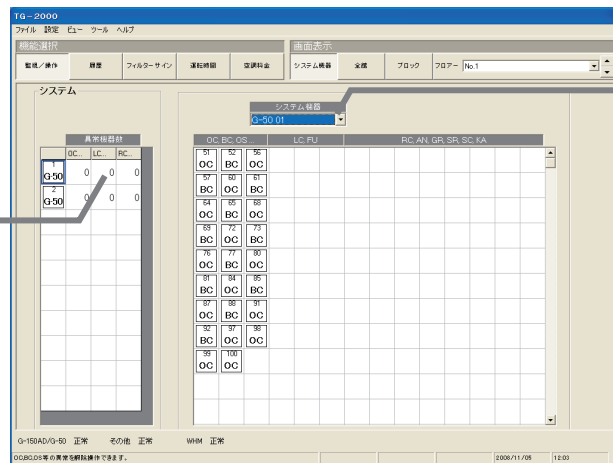 TG-2000
ファイル 設定 ビュー ツール ヘルプ
機能選択 画面表示
監視／操作 履歴 フィルターサイン 運転時間 空調料金 システム機器 全館 ブロック フロアー No.1
システム
システム機器
G-50 01
異常機器数 OC, BC, OS... LC, FU RC, AN, GR, SR, SC, KA
OC... LC... RC...
1 G-50 0 0 0
2 G-50 0 0 0
51 OC 52 BC 56 OC
57 BC 60 OC 61 BC
64 OC 65 BC 68 OC
69 BC 72 OC 73 BC
76 OC 77 BC 80 OC
81 BC 84 OC 85 BC
87 OC 88 BC 91 OC
92 BC 97 OC 98 OC
99 OC 100 OC
G-150AD/G-50 正常 その他 正常 WHM 正常
OC,BC,OS等の異常を解除操作できます。 2008/11/05 12:03